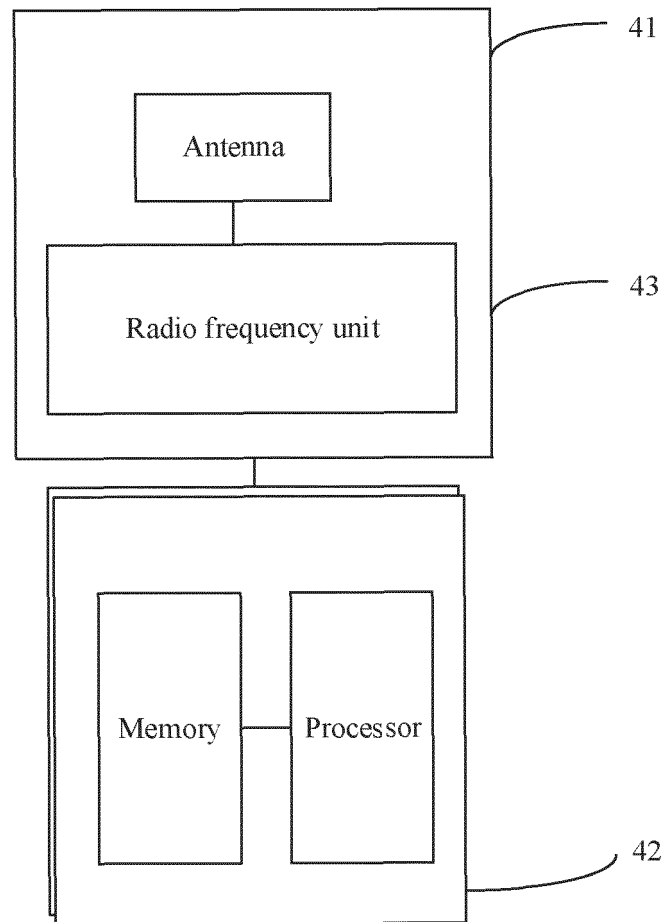 41
Antenna
43
Radio frequency unit
Memory
Processor
42